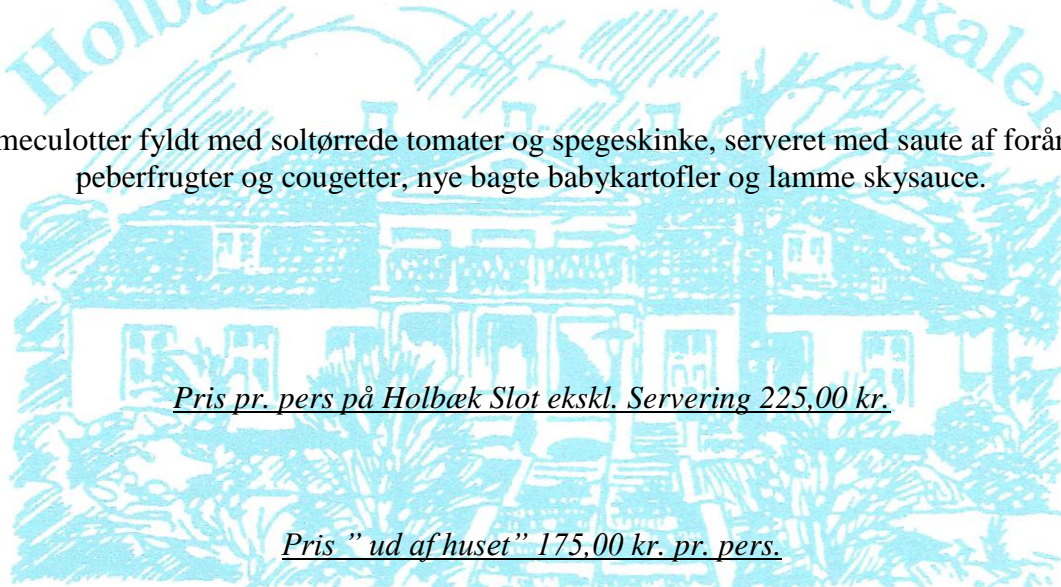 Holbæ okaler
meculotter fyldt med soltørrede tomater og spegeskinke, serveret med saute af forår
peberfrugter og cougetter, nye bagte babykartofler og lamme skysauce.
Pris pr. pers på Holbæk Slot ekskl. Servering 225,00 kr.
Pris ” ud af huset” 175,00 kr. pr. pers.